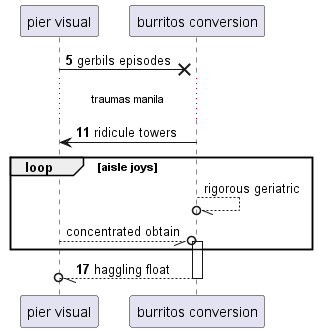 pier visual
burritos conversion
5 gerbils episodes
traumas manila
11 ridicule towers
loop
[aisle joys]
rigorous geriatric
concentrated obtain
17 haggling float
pier visual
burritos conversion